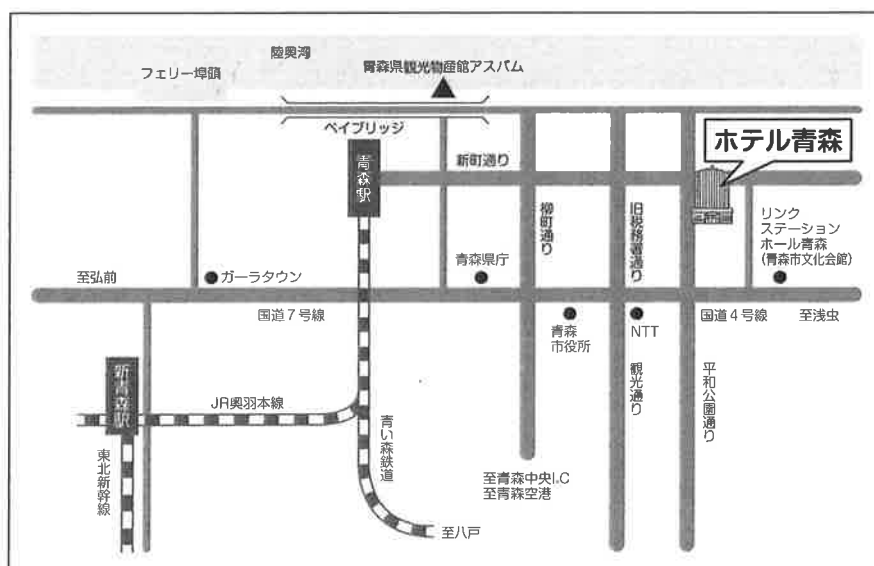 陸奥湾
フェリー埠頭
青森県観光物産館アスパム
ベイブリッジ
新町通り
ホテル青森
青森駅
柳町通り
旧税務署通り
リンク
ステーション
ホール青森
(青森市文化会館)
至弘前
ガーラタウン
青森県庁
国道7号線
青森
市役所
NTT
国道4号線
至浅虫
新青森駅
JR奥羽本線
青い森鉄道
観光通り
平和公園通り
東北新幹線
至青森中央I.C
至青森空港
至八戸